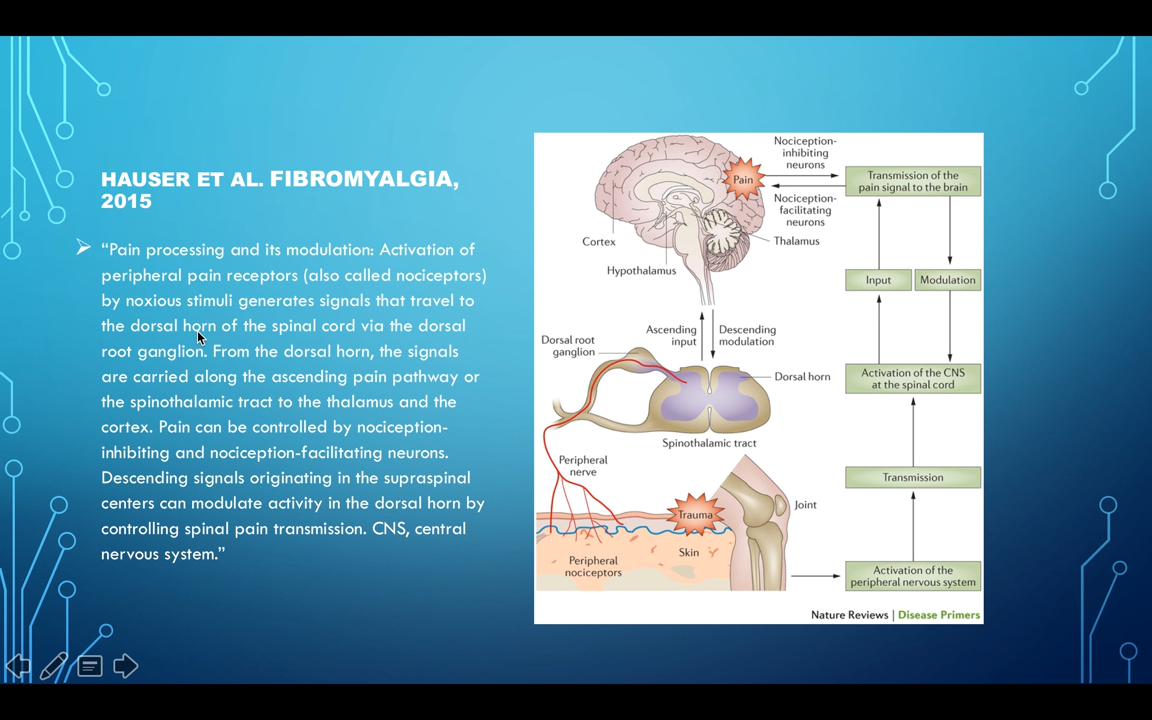 HAUSER ET AL. FIBROMYALGIA,
2015
“Pain processing and its modulation: Activation of
peripheral pain receptors (also called nociceptors)
by noxious stimuli generates signals that travel to
the dorsal horn of the spinal cord via the dorsal
root ganglion. From the dorsal horn, the signals
are carried along the ascending pain pathway or
the spinothalamic tract to the thalamus and the
cortex. Pain can be controlled by nociception-
inhibiting and nociception-facilitating neurons.
Descending signals originating in the supraspinal
centers can modulate activity in the dorsal horn by
controlling spinal pain transmission. CNS, central
nervous system.”
Nociception-
inhibiting
neurons
Pain
Transmission of the
pain signal to the brain
Nociception-
facilitating
neurons
Cortex
Thalamus
Hypothalamus
Input
Modulation
Ascending
input
Descending
modulation
Dorsal root
ganglion
Dorsal horn
Activation of the CNS
at the spinal cord
Spinothalamic tract
Peripheral
nerve
Transmission
Trauma
Joint
Skin
Peripheral
nociceptors
Activation of the
peripheral nervous system
Nature Reviews | Disease Primers